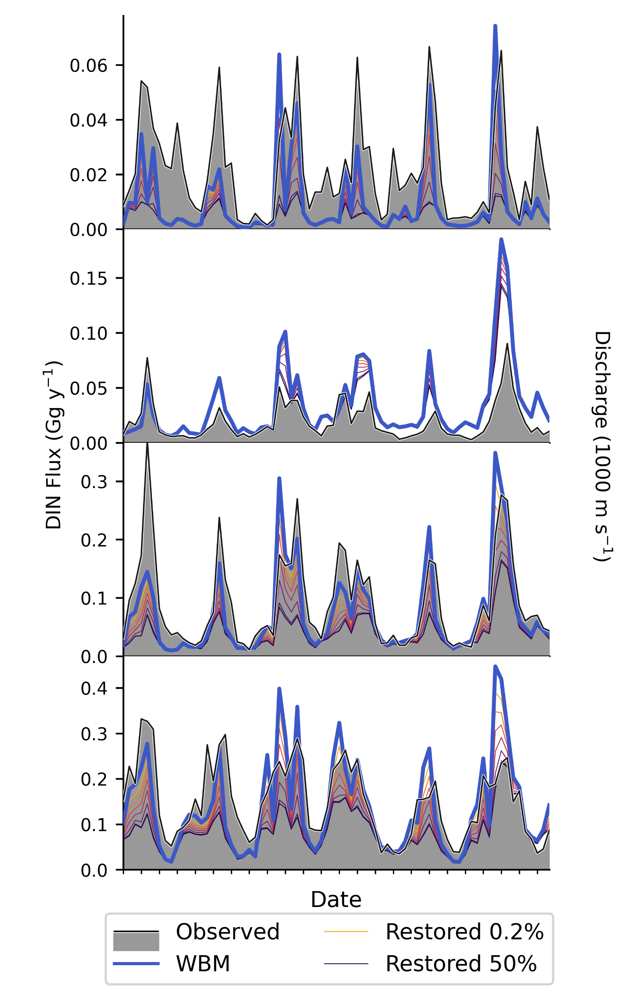 0.06
0.04
0.02
0.00
0.15
0.10
0.05
0.00
0.3
0.2
0.1
0.0
0.4
0.3
0.2
0.1
0.0
DIN Flux (Gg y⁻¹)
Discharge (1000 m s⁻¹)
Date
Observed
WBM
Restored 0.2%
Restored 50%